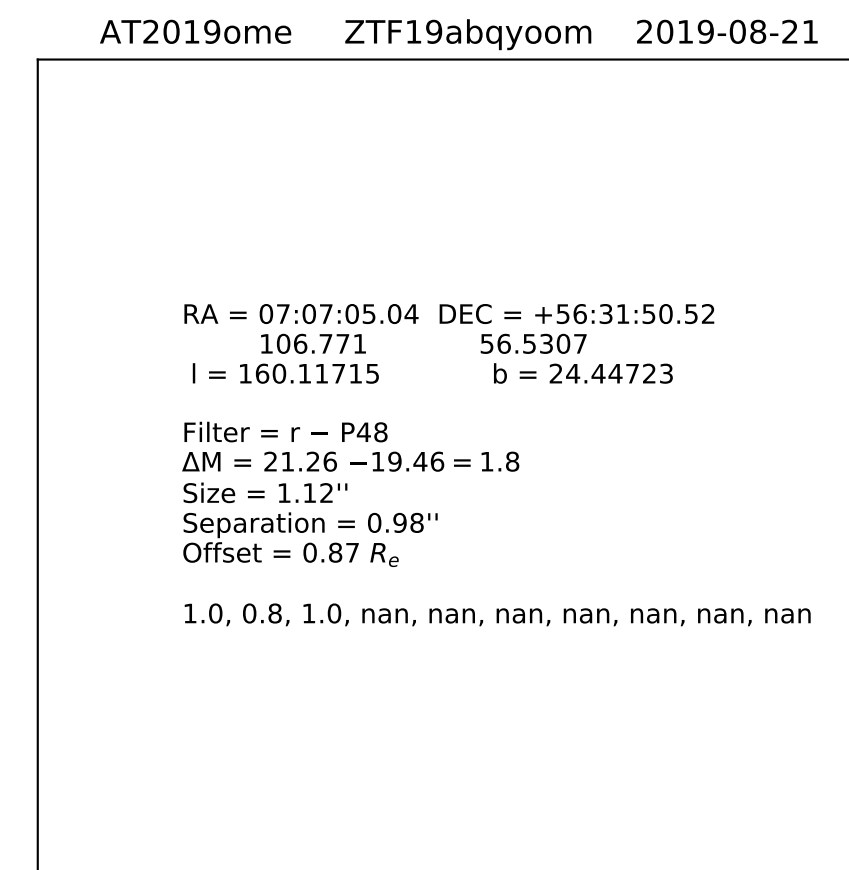 AT2019ome ZTF19abqyoom 2019-08-21
RA = 07:07:05.04 DEC = +56:31:50.52
106.771 56.5307
l = 160.11715 b = 24.44723
Filter = r − P48
ΔM = 21.26 −19.46 = 1.8
Size = 1.12''
Separation = 0.98''
Offset = 0.87 Rₑ
1.0, 0.8, 1.0, nan, nan, nan, nan, nan, nan, nan